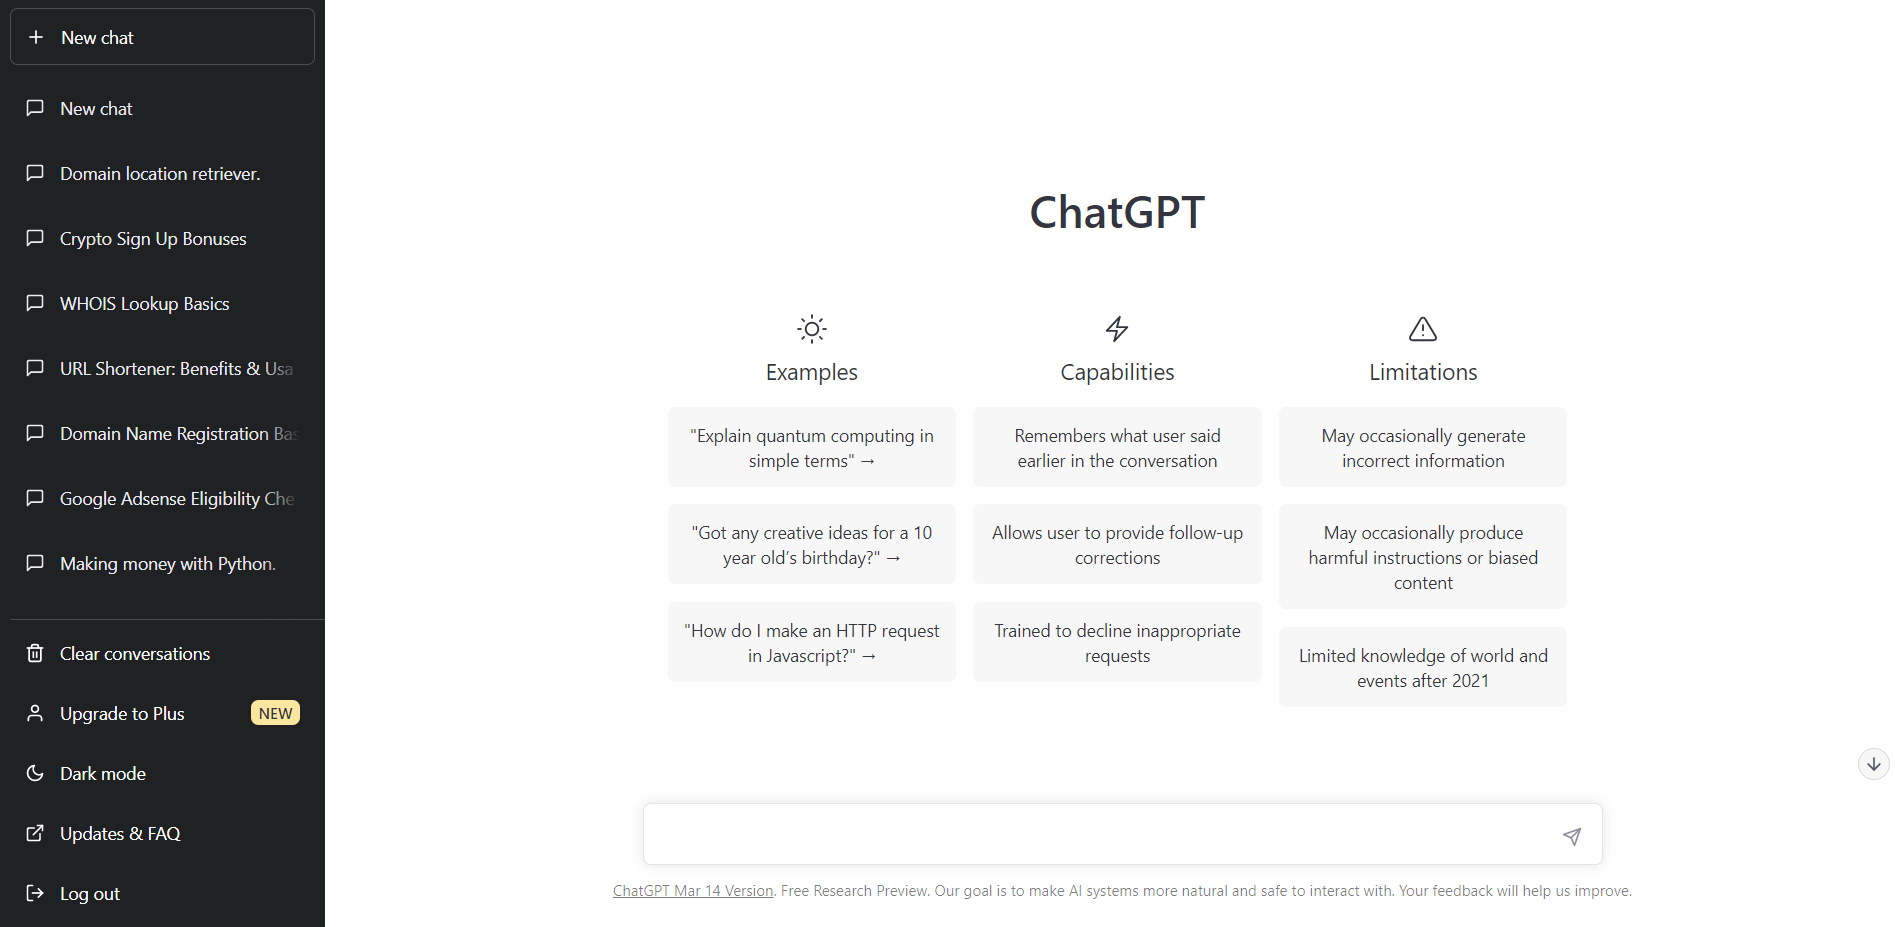 New chat
New chat
Domain location retriever.
Crypto Sign Up Bonuses
WHOIS Lookup Basics
URL Shortener: Benefits & Usa
Domain Name Registration Bas
Google Adsense Eligibility Che
Making money with Python.
Clear conversations
Upgrade to Plus NEW
Dark mode
Updates & FAQ
Log out
ChatGPT
Examples
"Explain quantum computing in
simple terms" →
"Got any creative ideas for a 10
year old’s birthday?" →
"How do I make an HTTP request
in Javascript?" →
Capabilities
Remembers what user said
earlier in the conversation
Allows user to provide follow-up
corrections
Trained to decline inappropriate
requests
Limitations
May occasionally generate
incorrect information
May occasionally produce
harmful instructions or biased
content
Limited knowledge of world and
events after 2021
ChatGPT Mar 14 Version. Free Research Preview. Our goal is to make AI systems more natural and safe to interact with. Your feedback will help us improve.